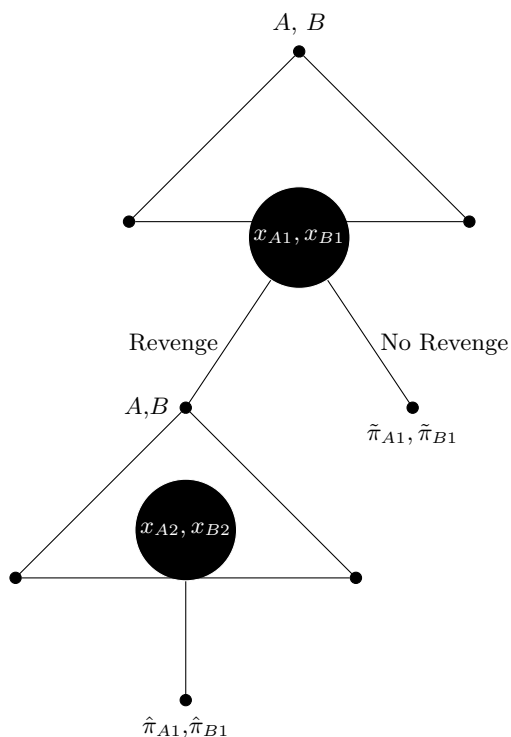 A, B
x_{A1}, x_{B1}
Revenge
No Revenge
A,B
π̃_{A1}, π̃_{B1}
x_{A2}, x_{B2}
π̂_{A1},π̂_{B1}